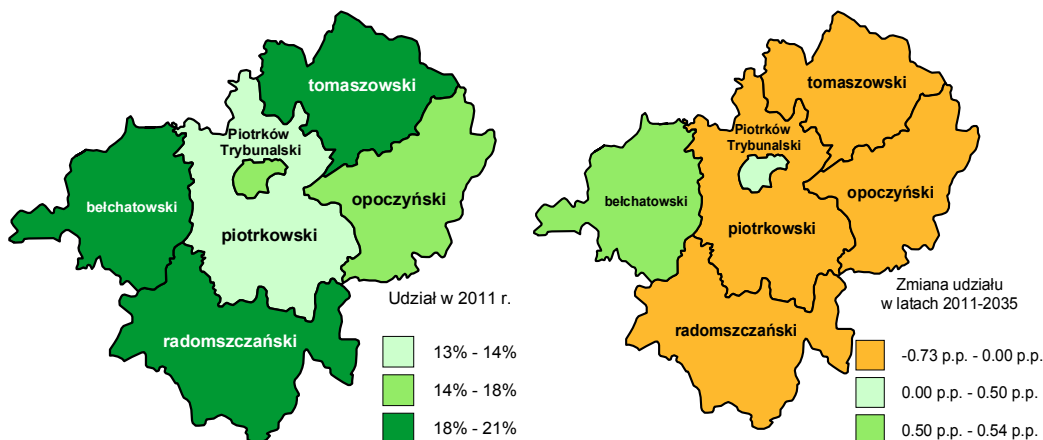 tomaszowski
Piotrków
Trybunalski
bełchatowski
opoczyński
piotrkowski
radomszczański
Udział w 2011 r.
13% - 14%
14% - 18%
18% - 21%
tomaszowski
Piotrków
Trybunalski
bełchatowski
opoczyński
piotrkowski
radomszczański
Zmiana udziału
w latach 2011-2035
-0.73 p.p. - 0.00 p.p.
0.00 p.p. - 0.50 p.p.
0.50 p.p. - 0.54 p.p.